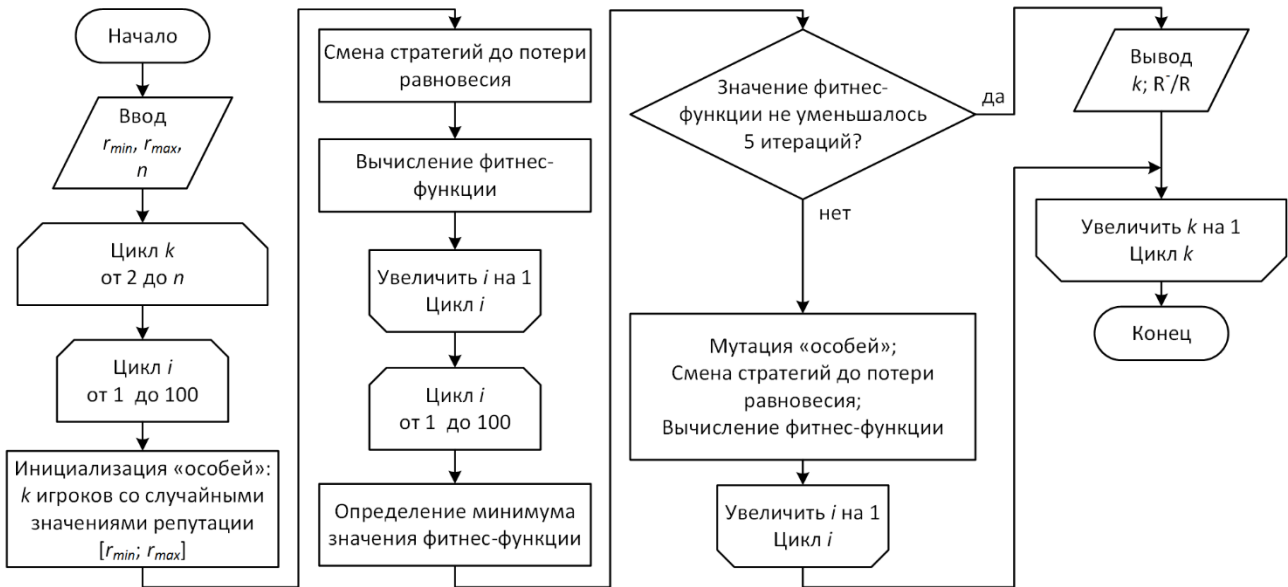 Начало
Ввод
r_min, r_max,
n
Цикл k
от 2 до n
Цикл i
от 1 до 100
Инициализация «особей»:
k игроков со случайными
значениями репутации
[r_min; r_max]
Смена стратегий до потери
равновесия
Вычисление фитнес-
функции
Увеличить i на 1
Цикл i
Цикл i
от 1 до 100
Определение минимума
значения фитнес-функции
Значение фитнес-
функции не уменьшалось
5 итераций?
да
нет
Мутация «особей»;
Смена стратегий до потери
равновесия;
Вычисление фитнес-функции
Увеличить i на 1
Цикл i
Вывод
k; R⁻/R
Увеличить k на 1
Цикл k
Конец